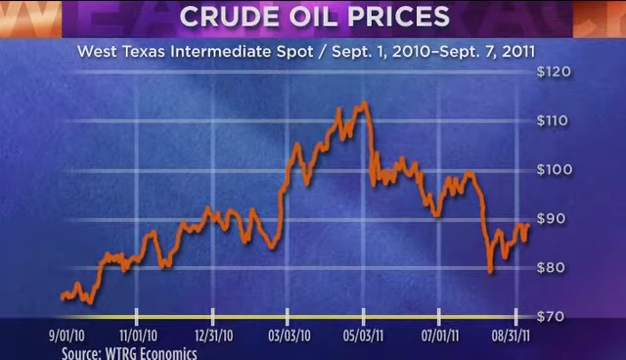 CRUDE OIL PRICES
West Texas Intermediate Spot / Sept. 1, 2010–Sept. 7, 2011
$120
$110
$100
$90
$80
$70
9/01/10 11/01/10 12/31/10 03/03/10 05/03/11 07/01/11 08/31/11
Source: WTRG Economics